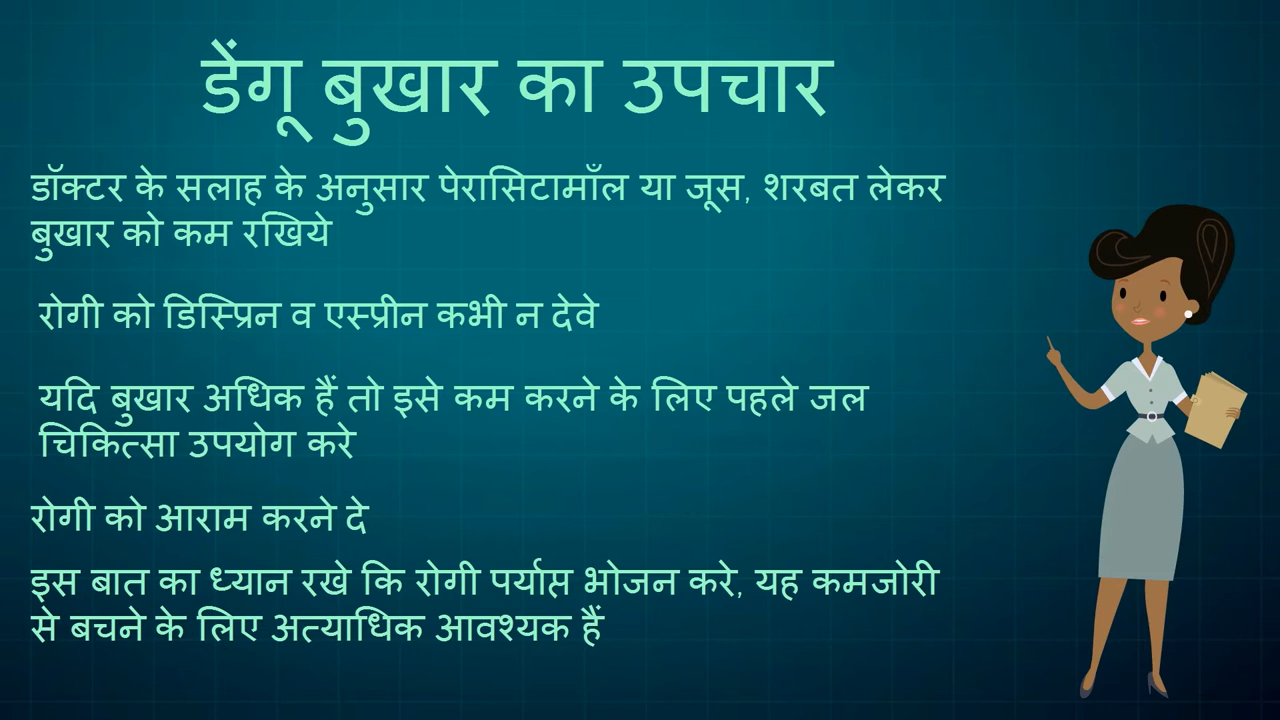 डेंगू बुखार का उपचार
डॉक्टर के सलाह के अनुसार पेरासिटामाँल या जूस, शरबत लेकर
बुखार को कम रखिये
रोगी को डिस्प्रिन व एस्प्रीन कभी न देवे
यदि बुखार अधिक हैं तो इसे कम करने के लिए पहले जल
चिकित्सा उपयोग करे
रोगी को आराम करने दे
इस बात का ध्यान रखे कि रोगी पर्याप्त भोजन करे, यह कमजोरी
से बचने के लिए अत्याधिक आवश्यक हैं